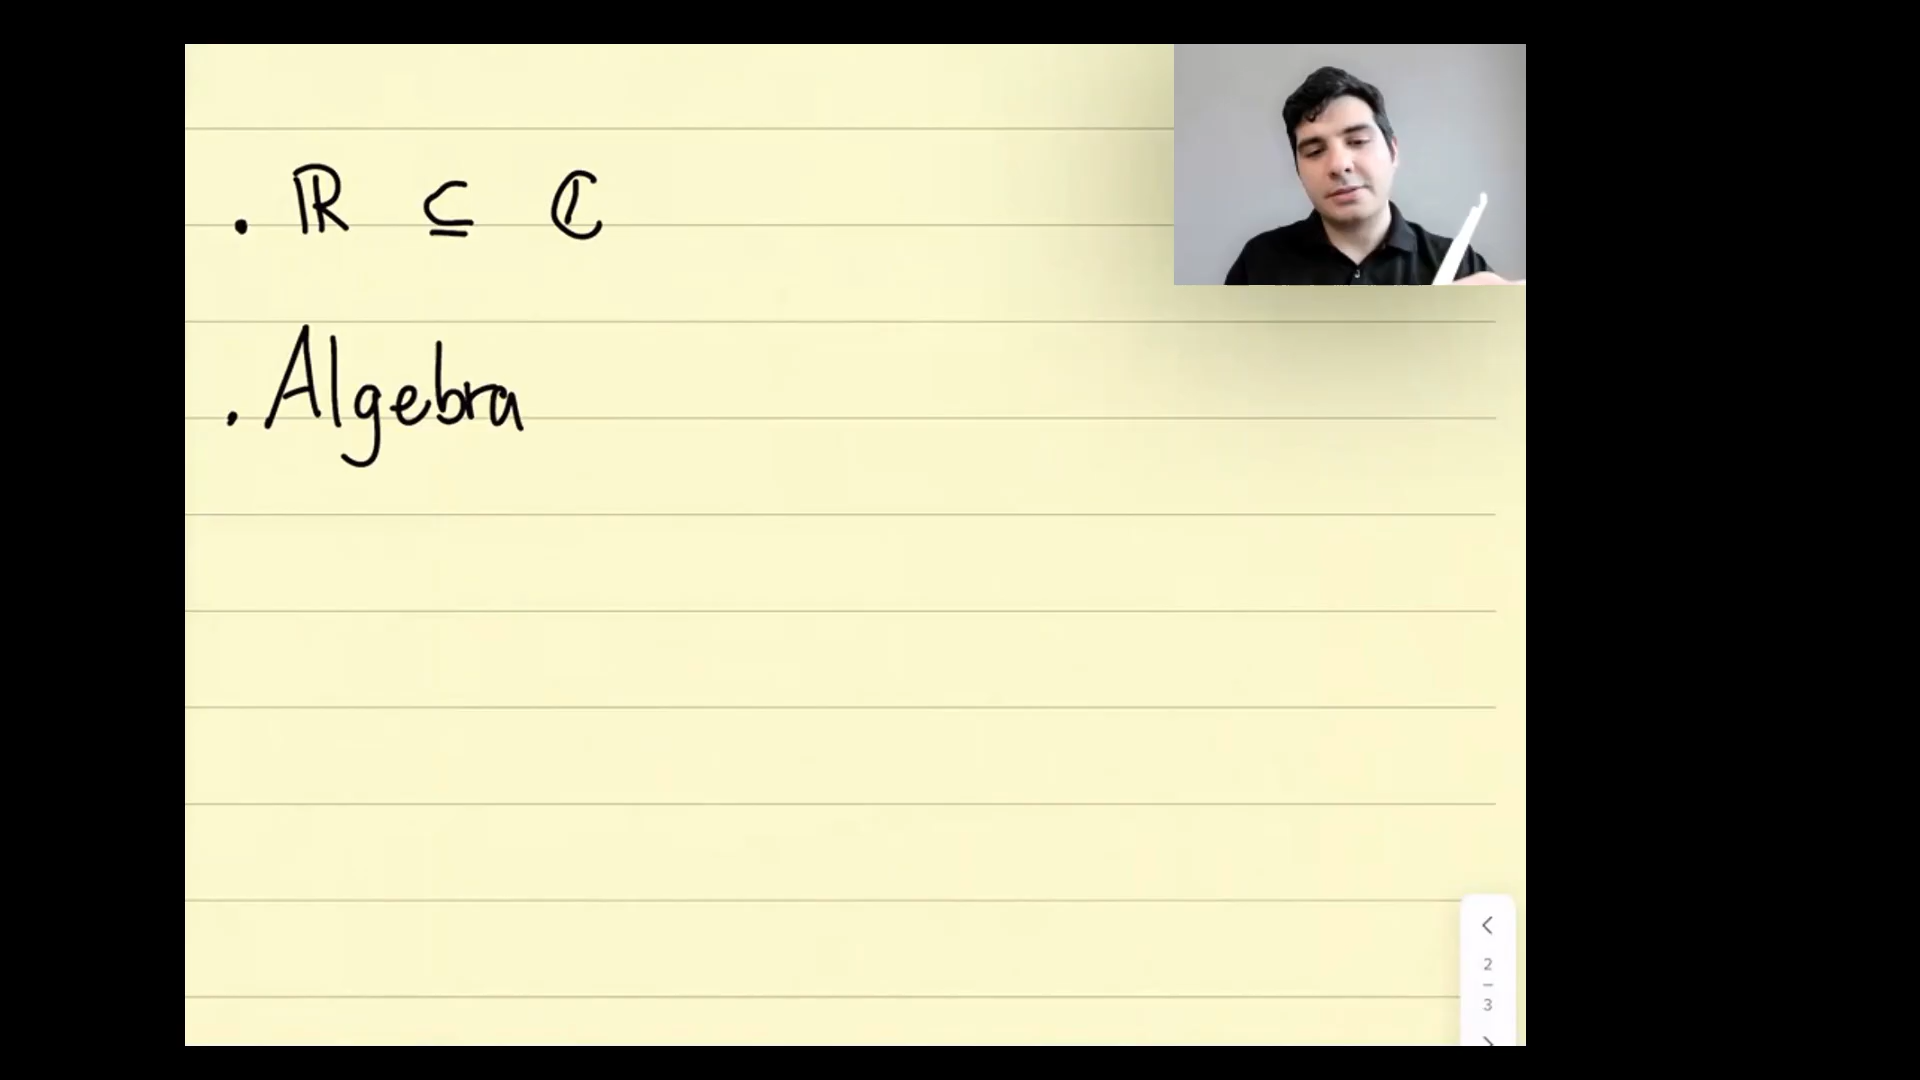 . ℝ ⊆ ℂ
. Algebra
2
3